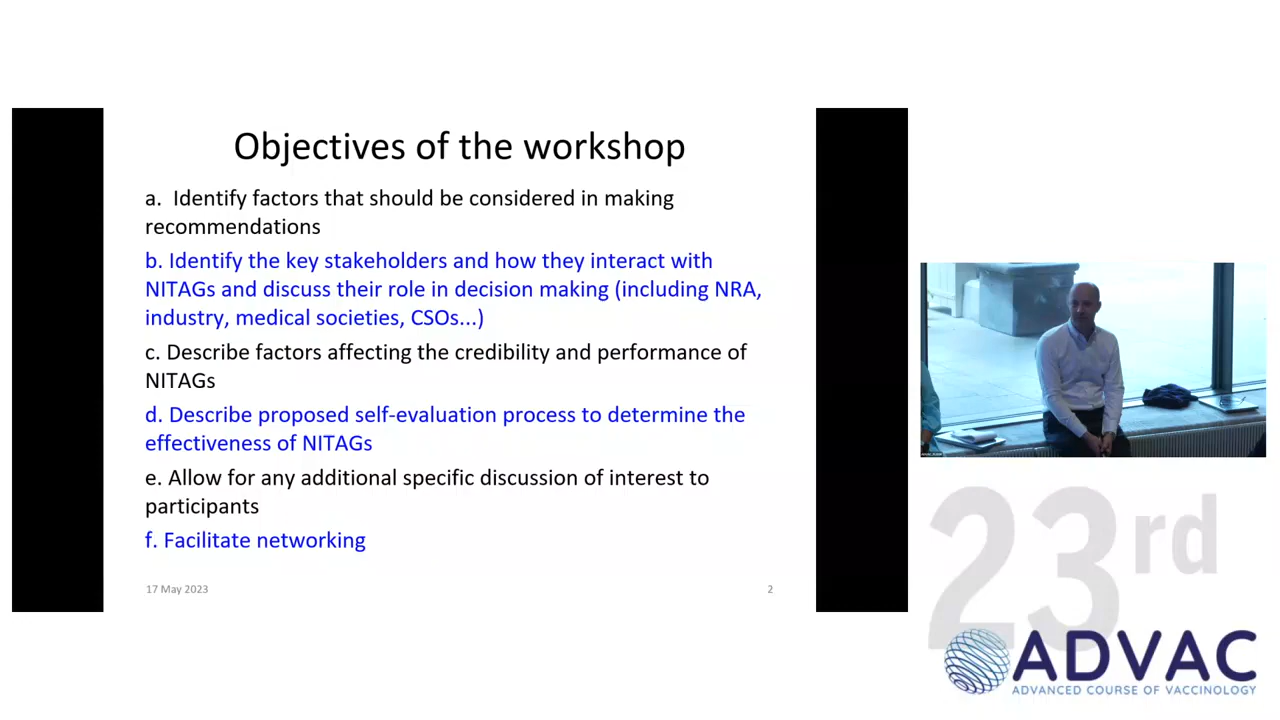 Objectives of the workshop
a. Identify factors that should be considered in making
recommendations
b. Identify the key stakeholders and how they interact with
NITAGs and discuss their role in decision making (including NRA,
industry, medical societies, CSOs...)
c. Describe factors affecting the credibility and performance of
NITAGs
d. Describe proposed self-evaluation process to determine the
effectiveness of NITAGs
e. Allow for any additional specific discussion of interest to
participants
f. Facilitate networking
17 May 2023
2
23rd
ADVAC
ADVANCED COURSE OF VACCINOLOGY